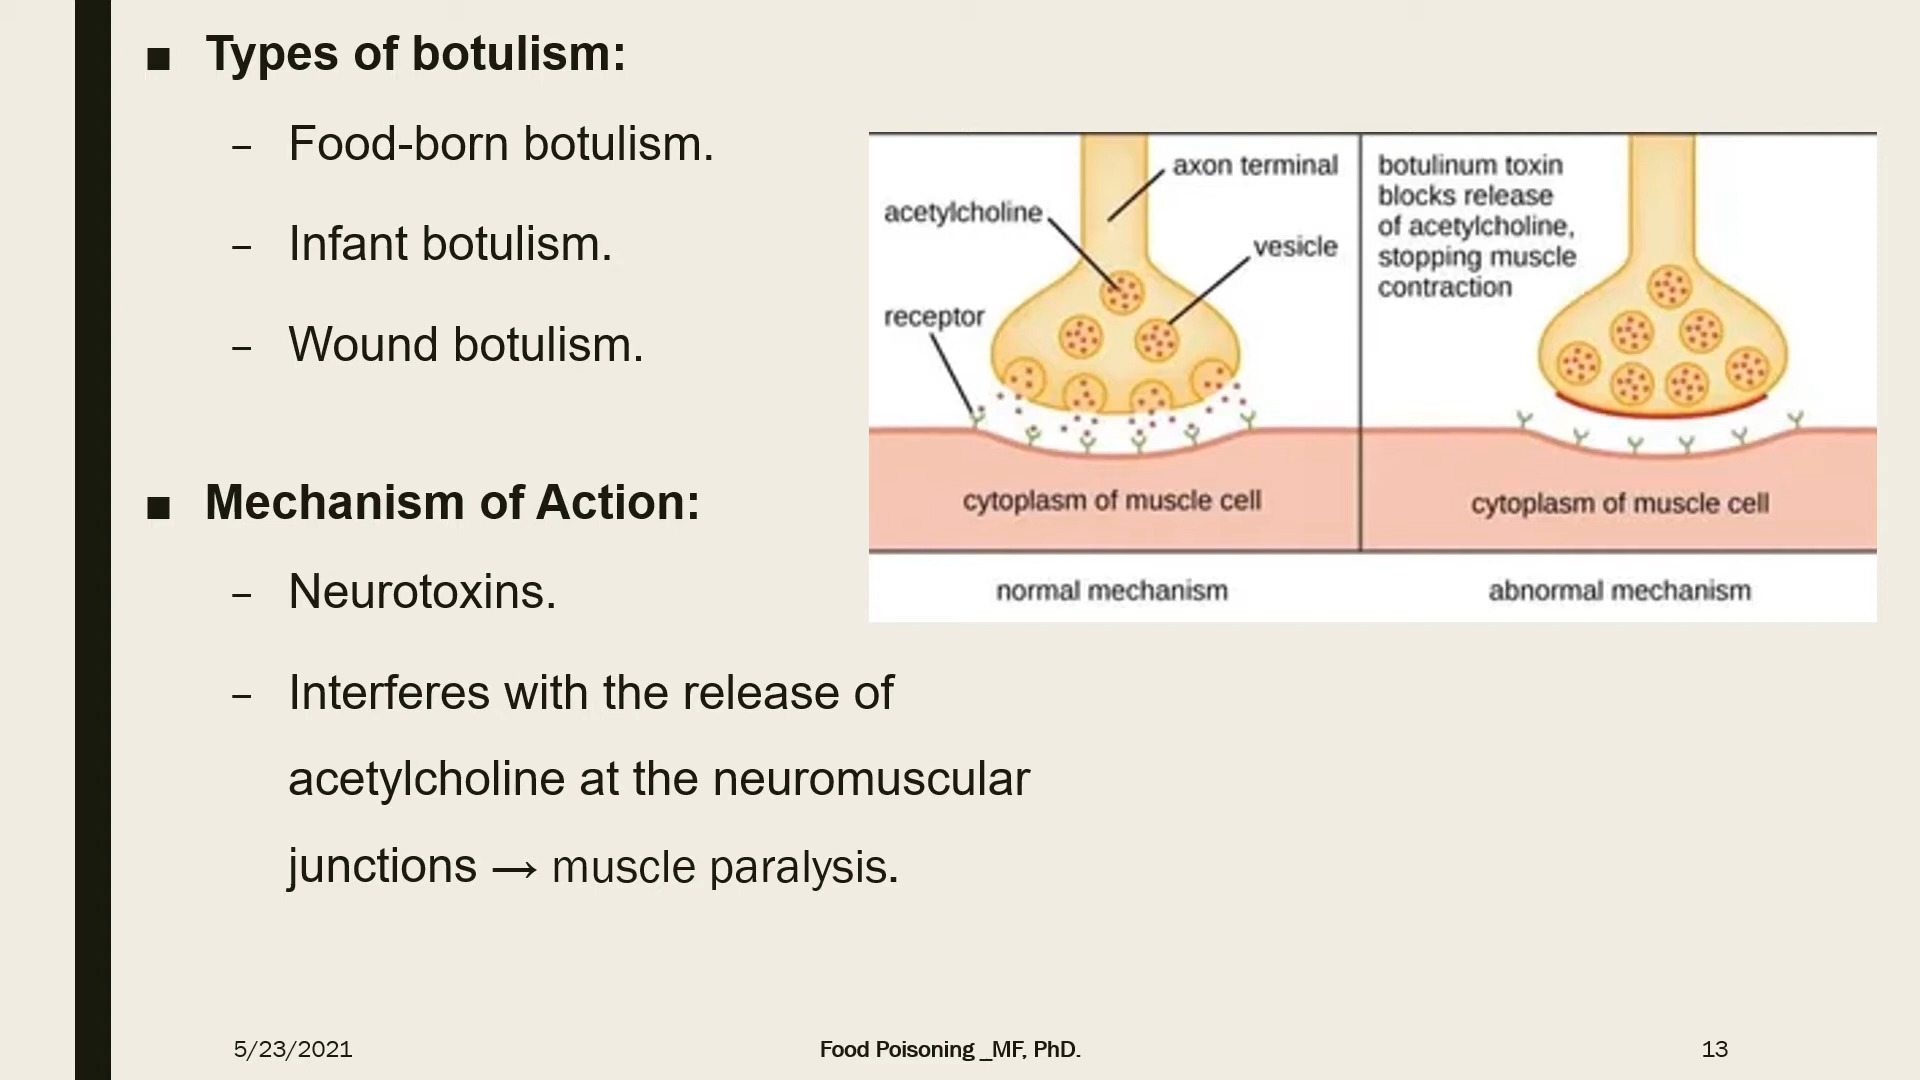 ■ Types of botulism:
– Food-born botulism.
– Infant botulism.
– Wound botulism.
■ Mechanism of Action:
– Neurotoxins.
– Interferes with the release of
acetylcholine at the neuromuscular
junctions → muscle paralysis.
axon terminal
acetylcholine
vesicle
receptor
cytoplasm of muscle cell
normal mechanism
botulinum toxin
blocks release
of acetylcholine,
stopping muscle
contraction
cytoplasm of muscle cell
abnormal mechanism
5/23/2021
Food Poisoning _MF, PhD.
13